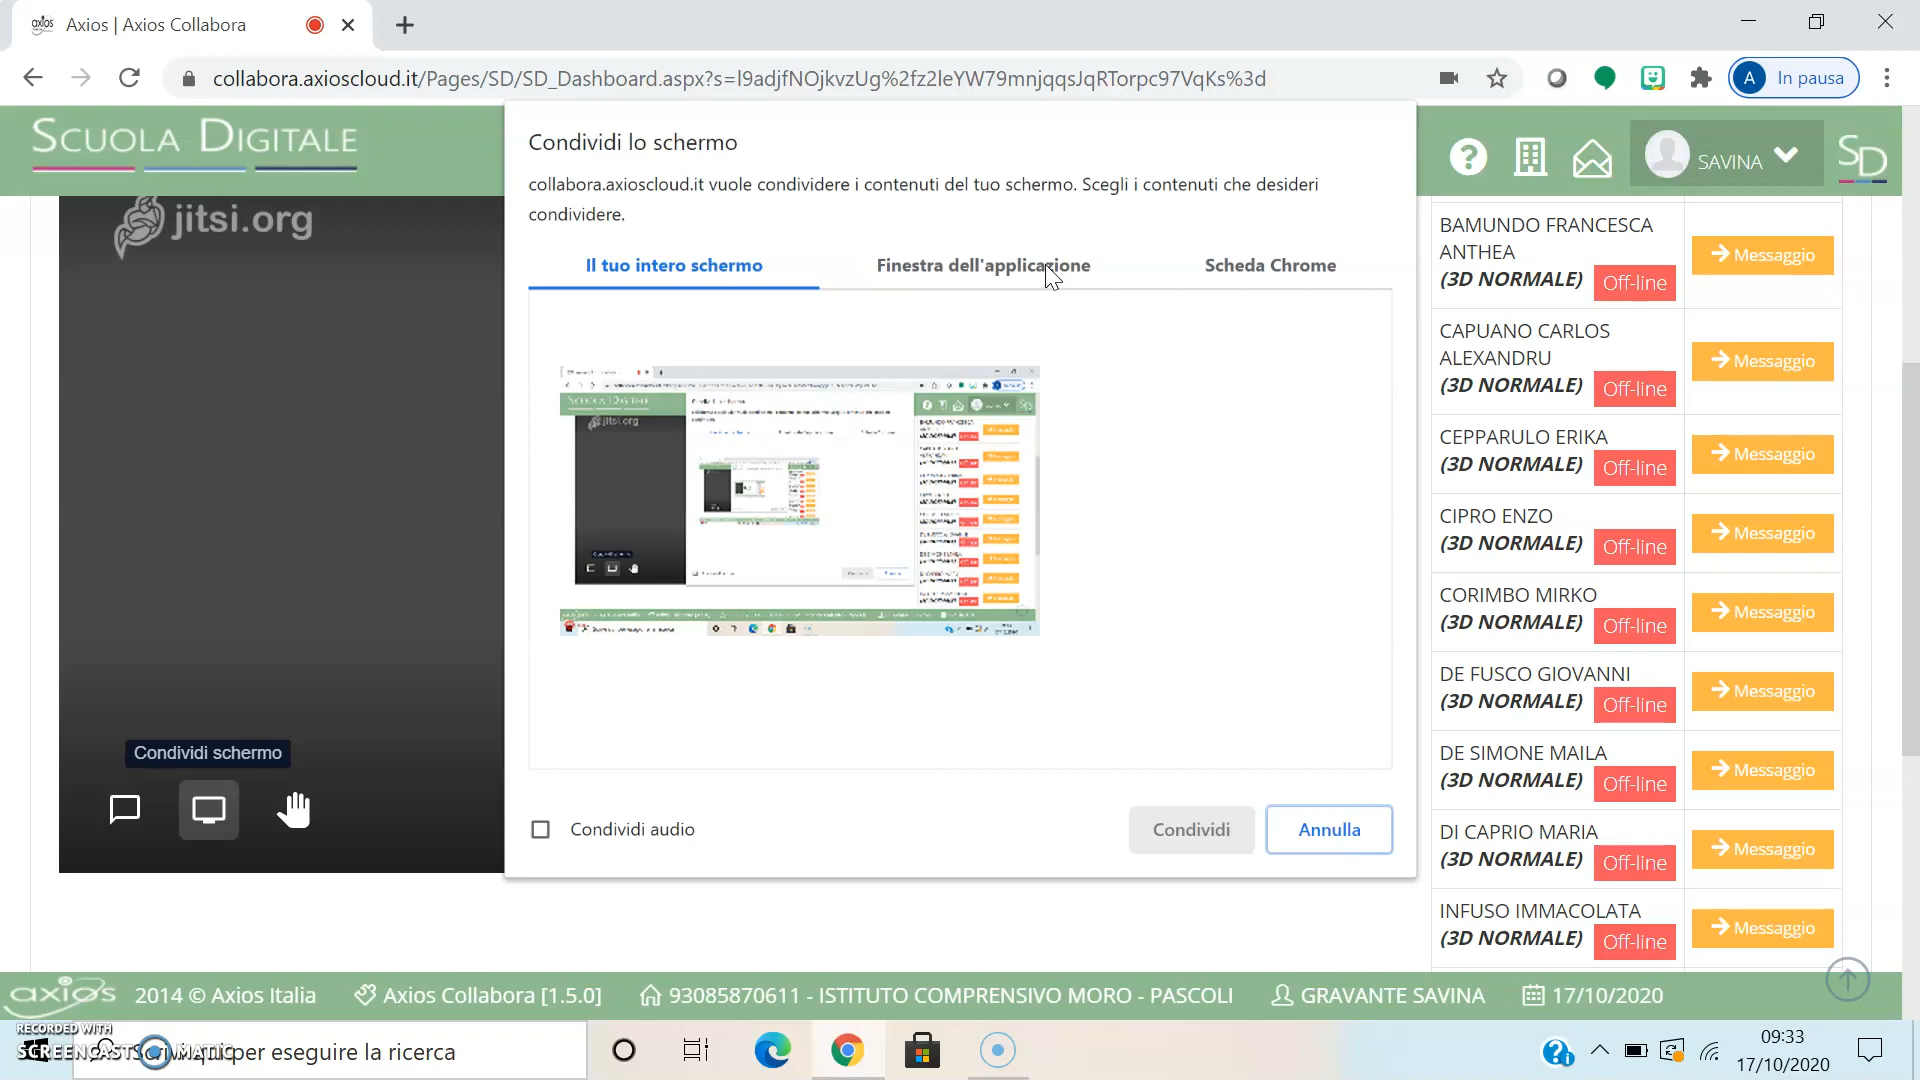 Axios | Axios Collabora
collabora.axioscloud.it/Pages/SD/SD_Dashboard.aspx?s=l9adjfNOjkvzUg%2fz2leYW79mnjqqsJqRTorpc97VqKs%3d
A In pausa
SCUOLA DIGITALE
SAVINA
SD
jitsi.org
Condividi lo schermo
collabora.axioscloud.it vuole condividere i contenuti del tuo schermo. Scegli i contenuti che desideri
condividere.
Il tuo intero schermo
Finestra dell'applicazione
Scheda Chrome
Condividi schermo
Condividi audio
Condividi
Annulla
BAMUNDO FRANCESCA
ANTHEA
(3D NORMALE) Off-line
Messaggio
CAPUANO CARLOS
ALEXANDRU
(3D NORMALE) Off-line
Messaggio
CEPPARULO ERIKA
(3D NORMALE) Off-line
Messaggio
CIPRO ENZO
(3D NORMALE) Off-line
Messaggio
CORIMBO MIRKO
(3D NORMALE) Off-line
Messaggio
DE FUSCO GIOVANNI
(3D NORMALE) Off-line
Messaggio
DE SIMONE MAILA
(3D NORMALE) Off-line
Messaggio
DI CAPRIO MARIA
(3D NORMALE) Off-line
Messaggio
INFUSO IMMACOLATA
(3D NORMALE) Off-line
Messaggio
axios 2014 © Axios Italia Axios Collabora [1.5.0] 93085870611 - ISTITUTO COMPRENSIVO MORO - PASCOLI GRAVANTE SAVINA 17/10/2020
RECORDED WITH
SCREENCAST MATIC
per eseguire la ricerca
09:33
17/10/2020